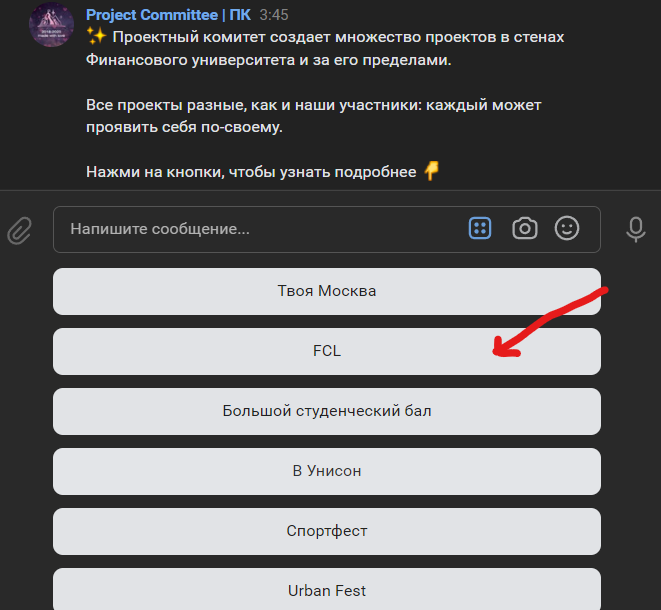 Project Committee | ПК 3:45
✨ Проектный комитет создает множество проектов в стенах
Финансового университета и за его пределами.
Все проекты разные, как и наши участники: каждый может
проявить себя по-своему.
Нажми на кнопки, чтобы узнать подробнее 👇
Напишите сообщение...
Твоя Москва
FCL
Большой студенческий бал
В Унисон
Спортфест
Urban Fest